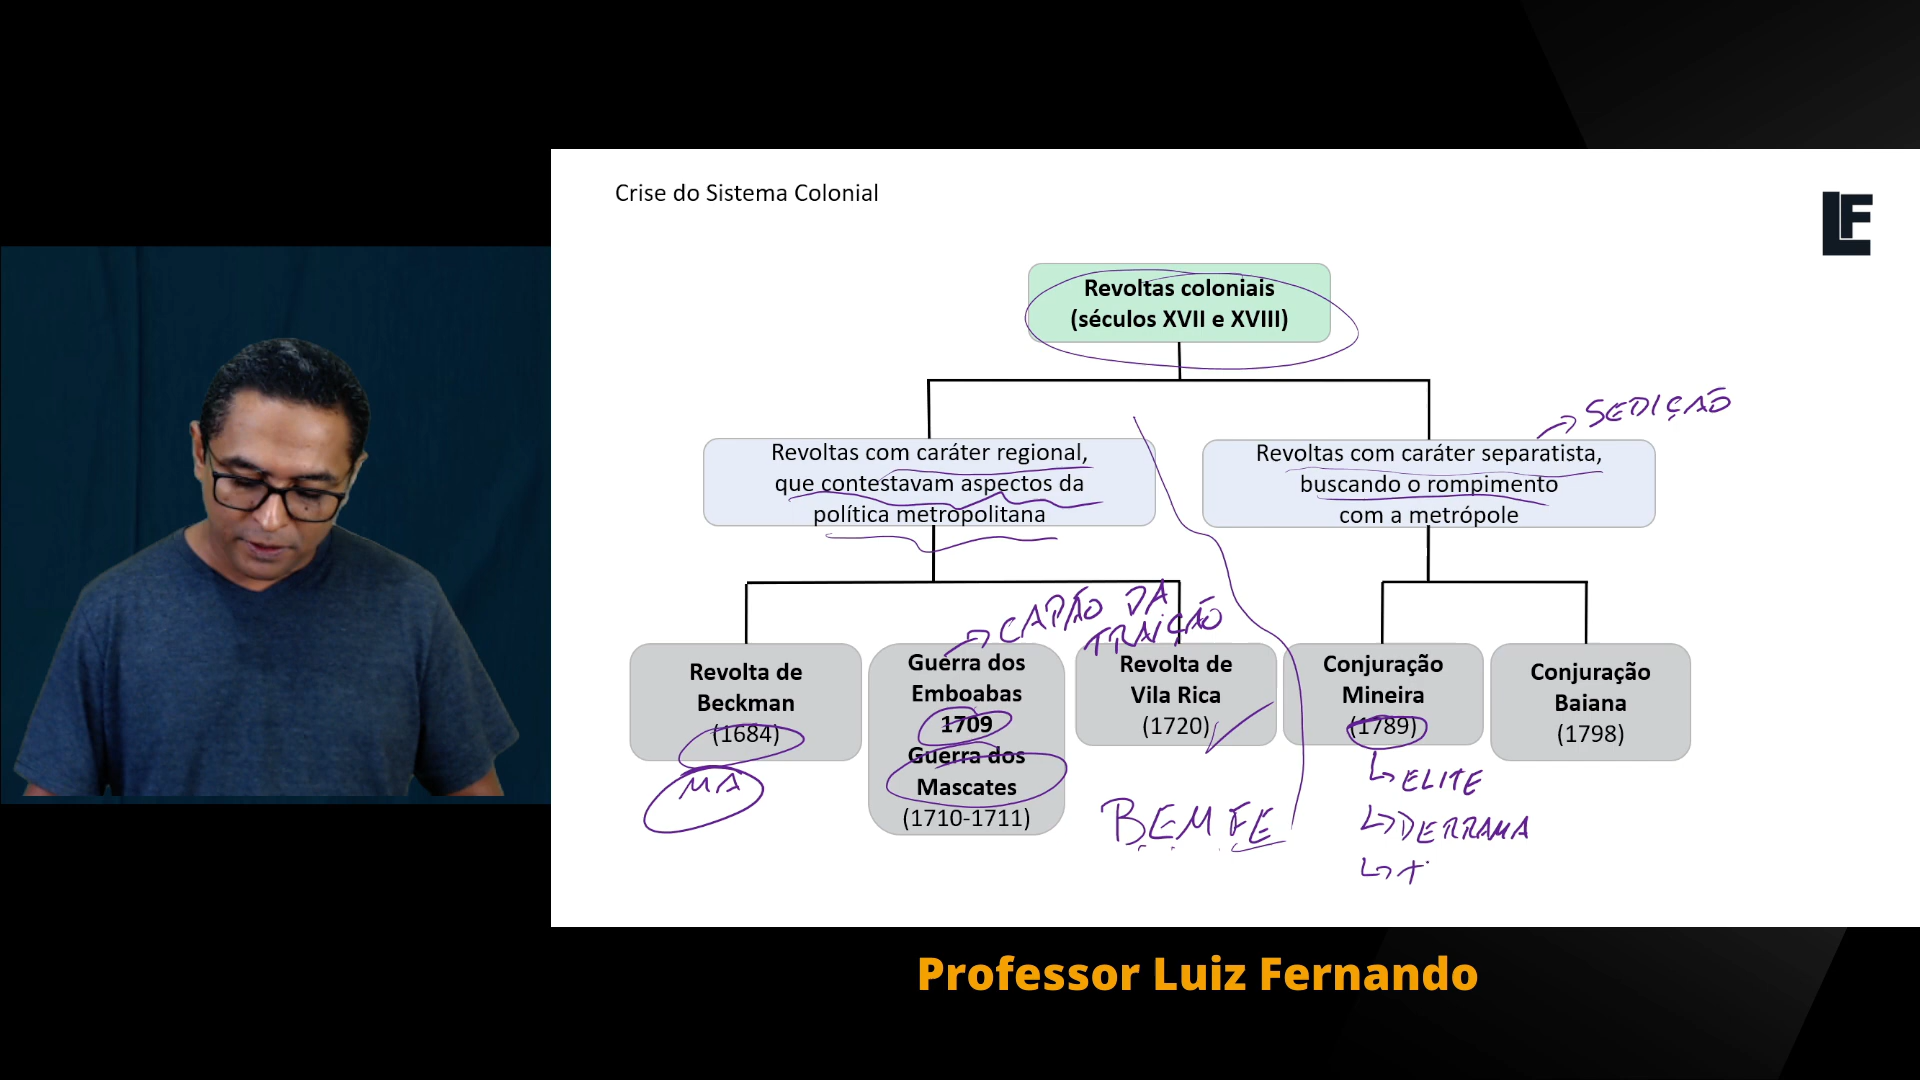 Crise do Sistema Colonial
LF
Revoltas coloniais
(séculos XVII e XVIII)
SEDIÇÃO
Revoltas com caráter regional,
que contestavam aspectos da
política metropolitana
Revoltas com caráter separatista,
buscando o rompimento
com a metrópole
CAPÃO DA
TRAIÇÃO
Revolta de
Beckman
(1684)
MA
Guerra dos
Emboabas
1709
Guerra dos
Mascates
(1710-1711)
Revolta de
Vila Rica
(1720)
BEM FE
Conjuração
Mineira
(1789)
ELITE
DERRAMA
Conjuração
Baiana
(1798)
Professor Luiz Fernando